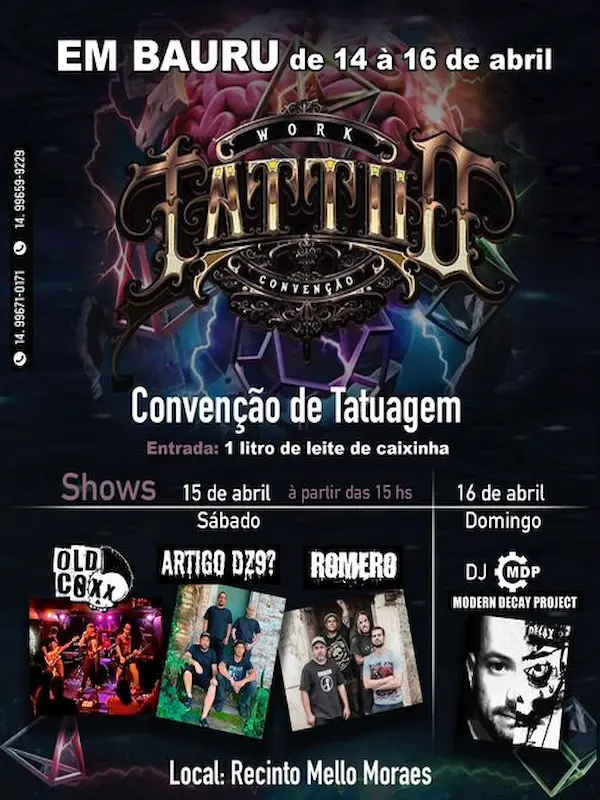 EM BAURU de 14 à 16 de abril
WORK
TATTOO
CONVENÇÃO
14. 99659-9229
14. 99671-0171
Convenção de Tatuagem
Entrada: 1 litro de leite de caixinha
Shows
15 de abril
à partir das 15 hs
Sábado
16 de abril
Domingo
OLD
COXX
ARTIGO DZ9?
ROMERO
DJ MDP
MODERN DECAY PROJECT
DECAY
Local: Recinto Mello Moraes